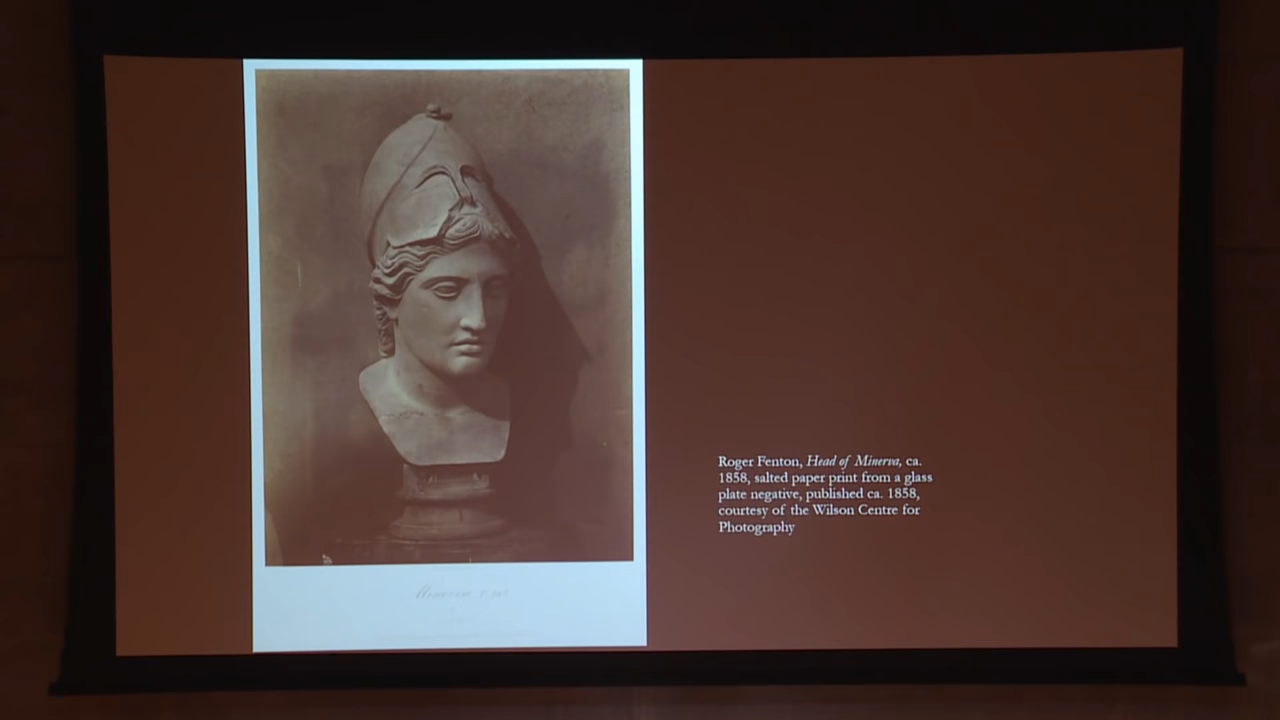 Roger Fenton, Head of Minerva, ca.
1858, salted paper print from a glass
plate negative, published ca. 1858,
courtesy of the Wilson Centre for
Photography
Minerva